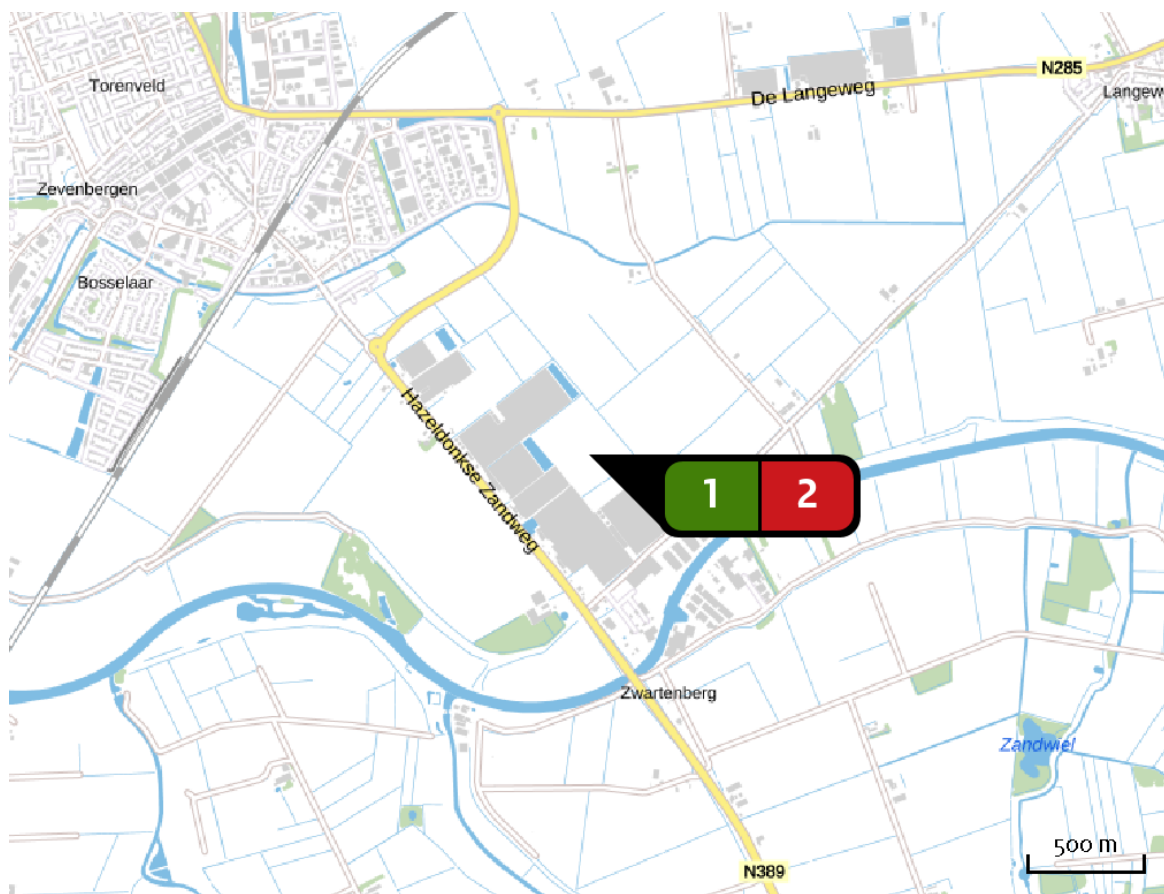 N285
Torenveld
De Langeweg
Langew
Zevenbergen
Bosselaar
Hazeldonkse Zandweg
1 2
Zwartenberg
Zandwiel
500 m
N389